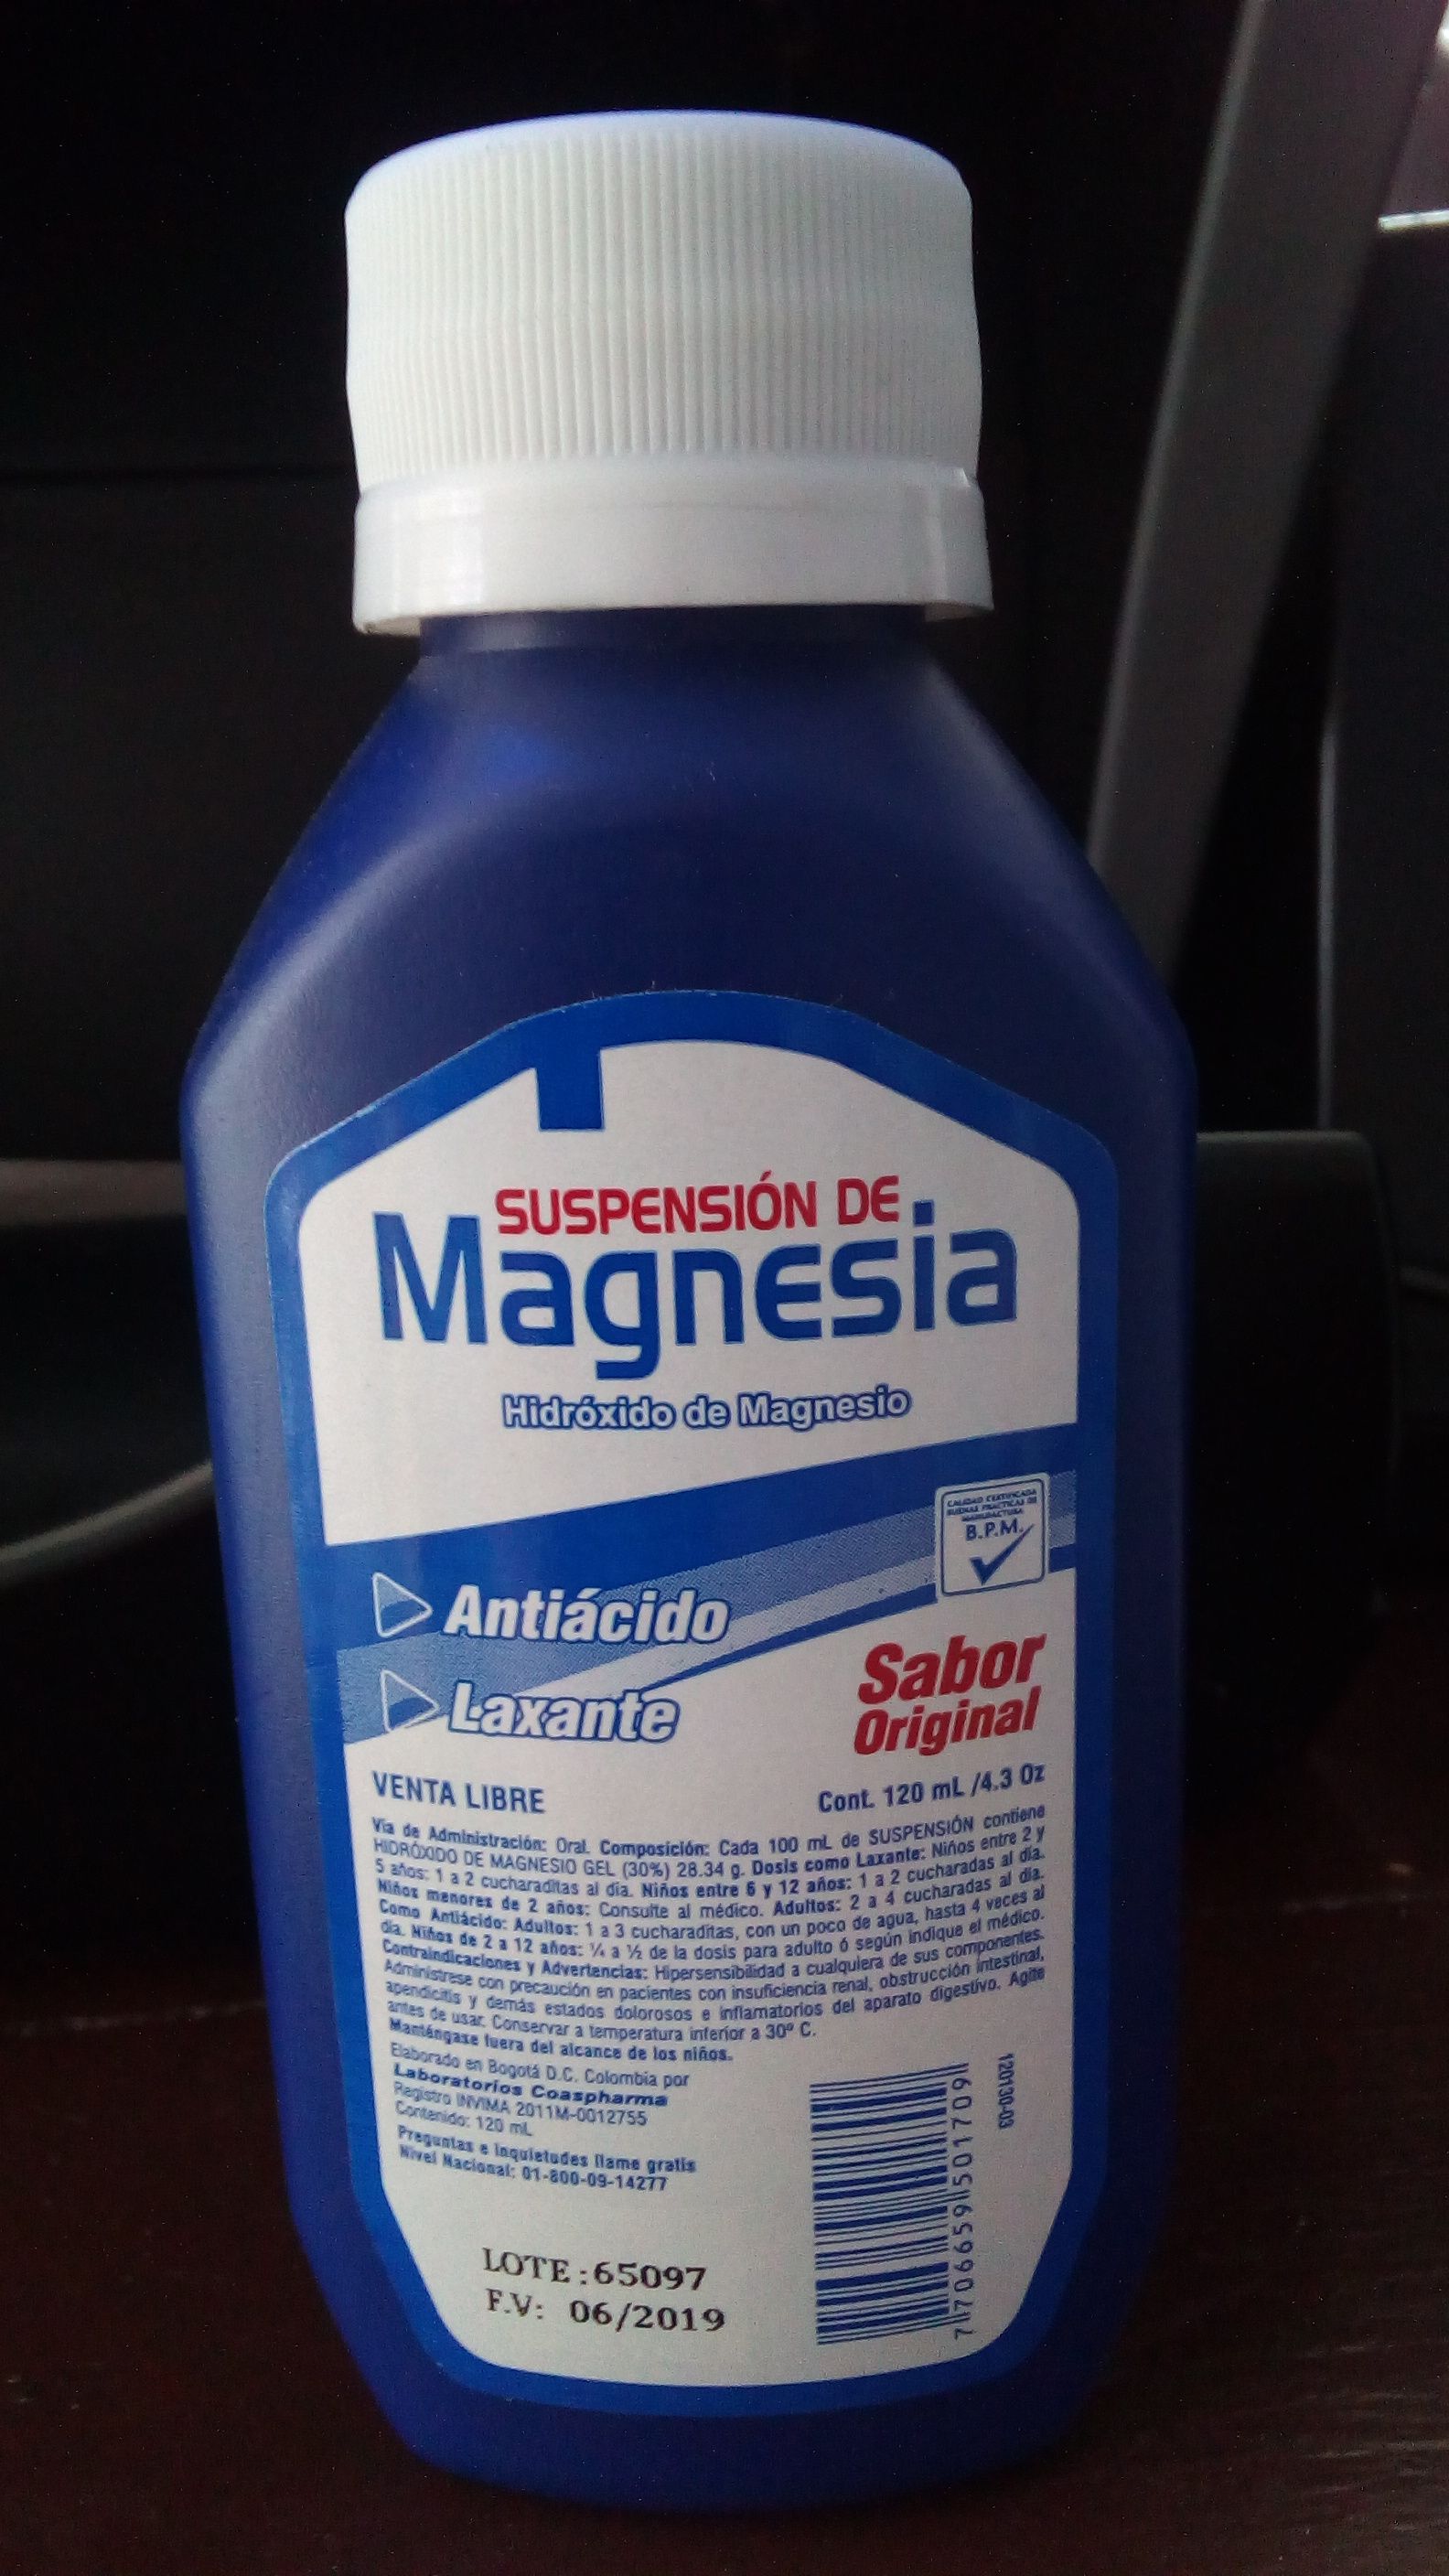 SUSPENSIÓN DE
Magnesia
Hidróxido de Magnesio
CALIDAD CERTIFICADA
BUENAS PRÁCTICAS DE
MANUFACTURA
B.P.M.
Antiácido
Laxante
Sabor
Original
VENTA LIBRE
Cont. 120 mL /4.3 Oz
Vía de Administración: Oral. Composición: Cada 100 mL de SUSPENSIÓN contiene
HIDRÓXIDO DE MAGNESIO GEL (30%) 28.34 g. Dosis como Laxante: Niños entre 2 y
5 años: 1 a 2 cucharaditas al día. Niños entre 6 y 12 años: 1 a 2 cucharadas al día.
Niños menores de 2 años: Consulte al médico. Adultos: 2 a 4 cucharadas al día.
Como Antiácido: Adultos: 1 a 3 cucharaditas, con un poco de agua, hasta 4 veces al
día. Niños de 2 a 12 años: ¼ a ½ de la dosis para adulto ó según indique el médico.
Contraindicaciones y Advertencias: Hipersensibilidad a cualquiera de sus componentes.
Adminístrese con precaución en pacientes con insuficiencia renal, obstrucción intestinal,
apendicitis y demás estados dolorosos e inflamatorios del aparato digestivo. Agite
antes de usar. Conservar a temperatura inferior a 30º C.
Manténgase fuera del alcance de los niños.
Elaborado en Bogotá D.C. Colombia por
Laboratorios Coaspharma
Registro INVIMA 2011M-0012755
Contenido: 120 mL
Preguntas e Inquietudes llame gratis
Nivel Nacional: 01-800-09-14277
LOTE:65097
F.V: 06/2019
7 706659 501709
120130-03